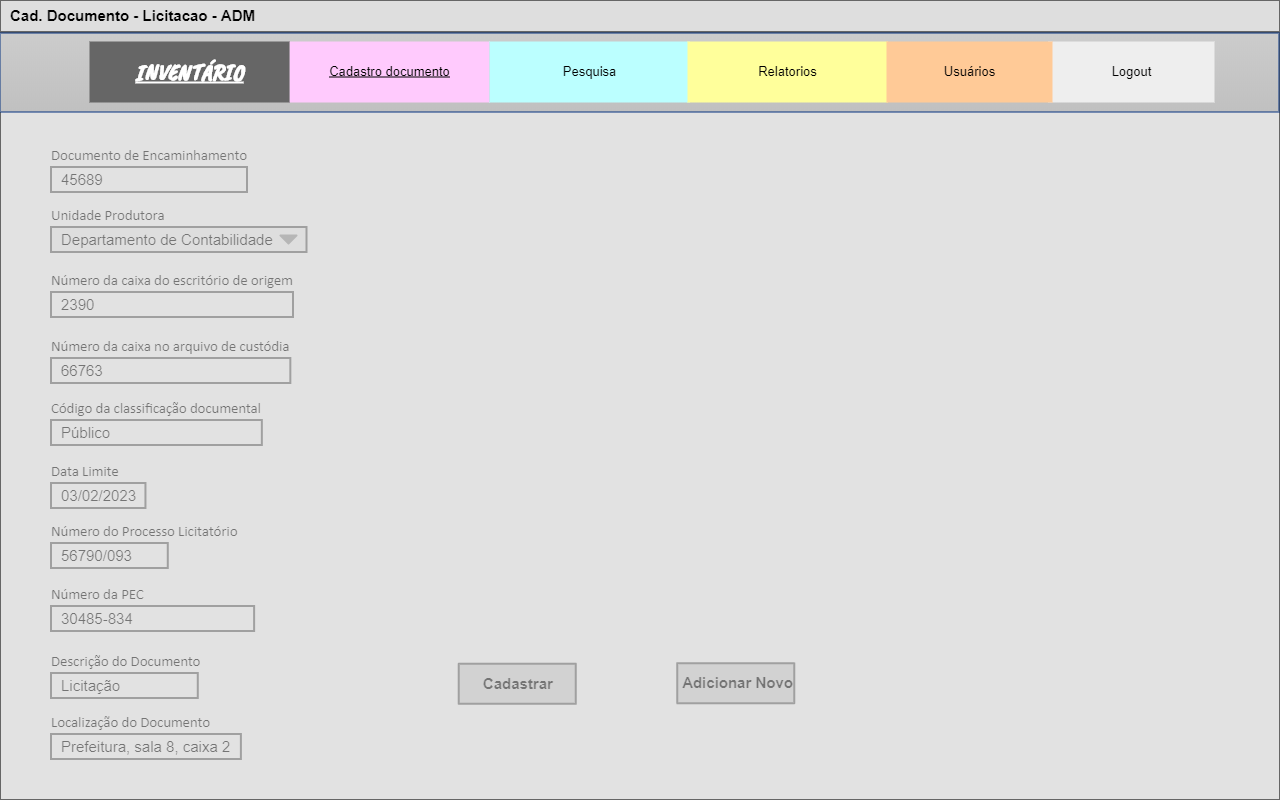 Cad. Documento - Licitacao - ADM
INVENTÁRIO
Cadastro documento
Pesquisa
Relatorios
Usuários
Logout
Documento de Encaminhamento
45689
Unidade Produtora
Departamento de Contabilidade
Número da caixa do escritório de origem
2390
Número da caixa no arquivo de custódia
66763
Código da classificação documental
Público
Data Limite
03/02/2023
Número do Processo Licitatório
56790/093
Número da PEC
30485-834
Descrição do Documento
Licitação
Cadastrar
Adicionar Novo
Localização do Documento
Prefeitura, sala 8, caixa 2